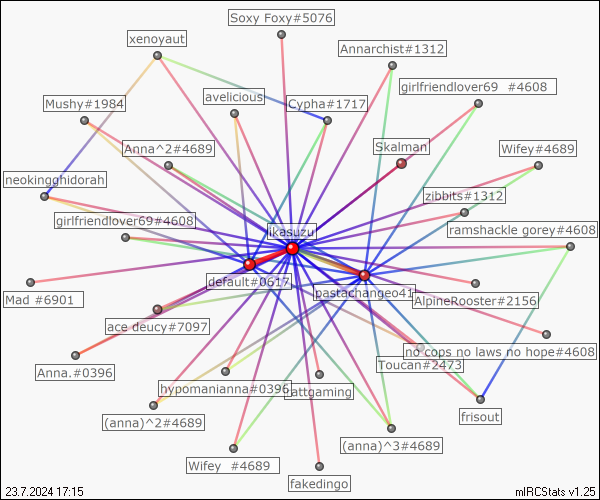 Soxy Foxy#5076
xenoyaut
Annarchist#1312
girlfriendlover69 #4608
Mushy#1984
avelicious
Cypha#1717
Anna^2#4689
Skalman
Wifey#4689
neokingghidorah
zibbits#1312
girlfriendlover69#4608
ikasuzu
ramshackle gorey#4608
default#0617
pastachangeo41
Mad #6901
AlpineRooster#2156
ace deucy#7097
no cops no laws no hope#4608
Toucan#2473
Anna.#0396
hypomanianna#0396
attgaming
(anna)^2#4689
frisout
(anna)^3#4689
Wifey #4689
fakedingo
23.7.2024 17:15
mIRCStats v1.25